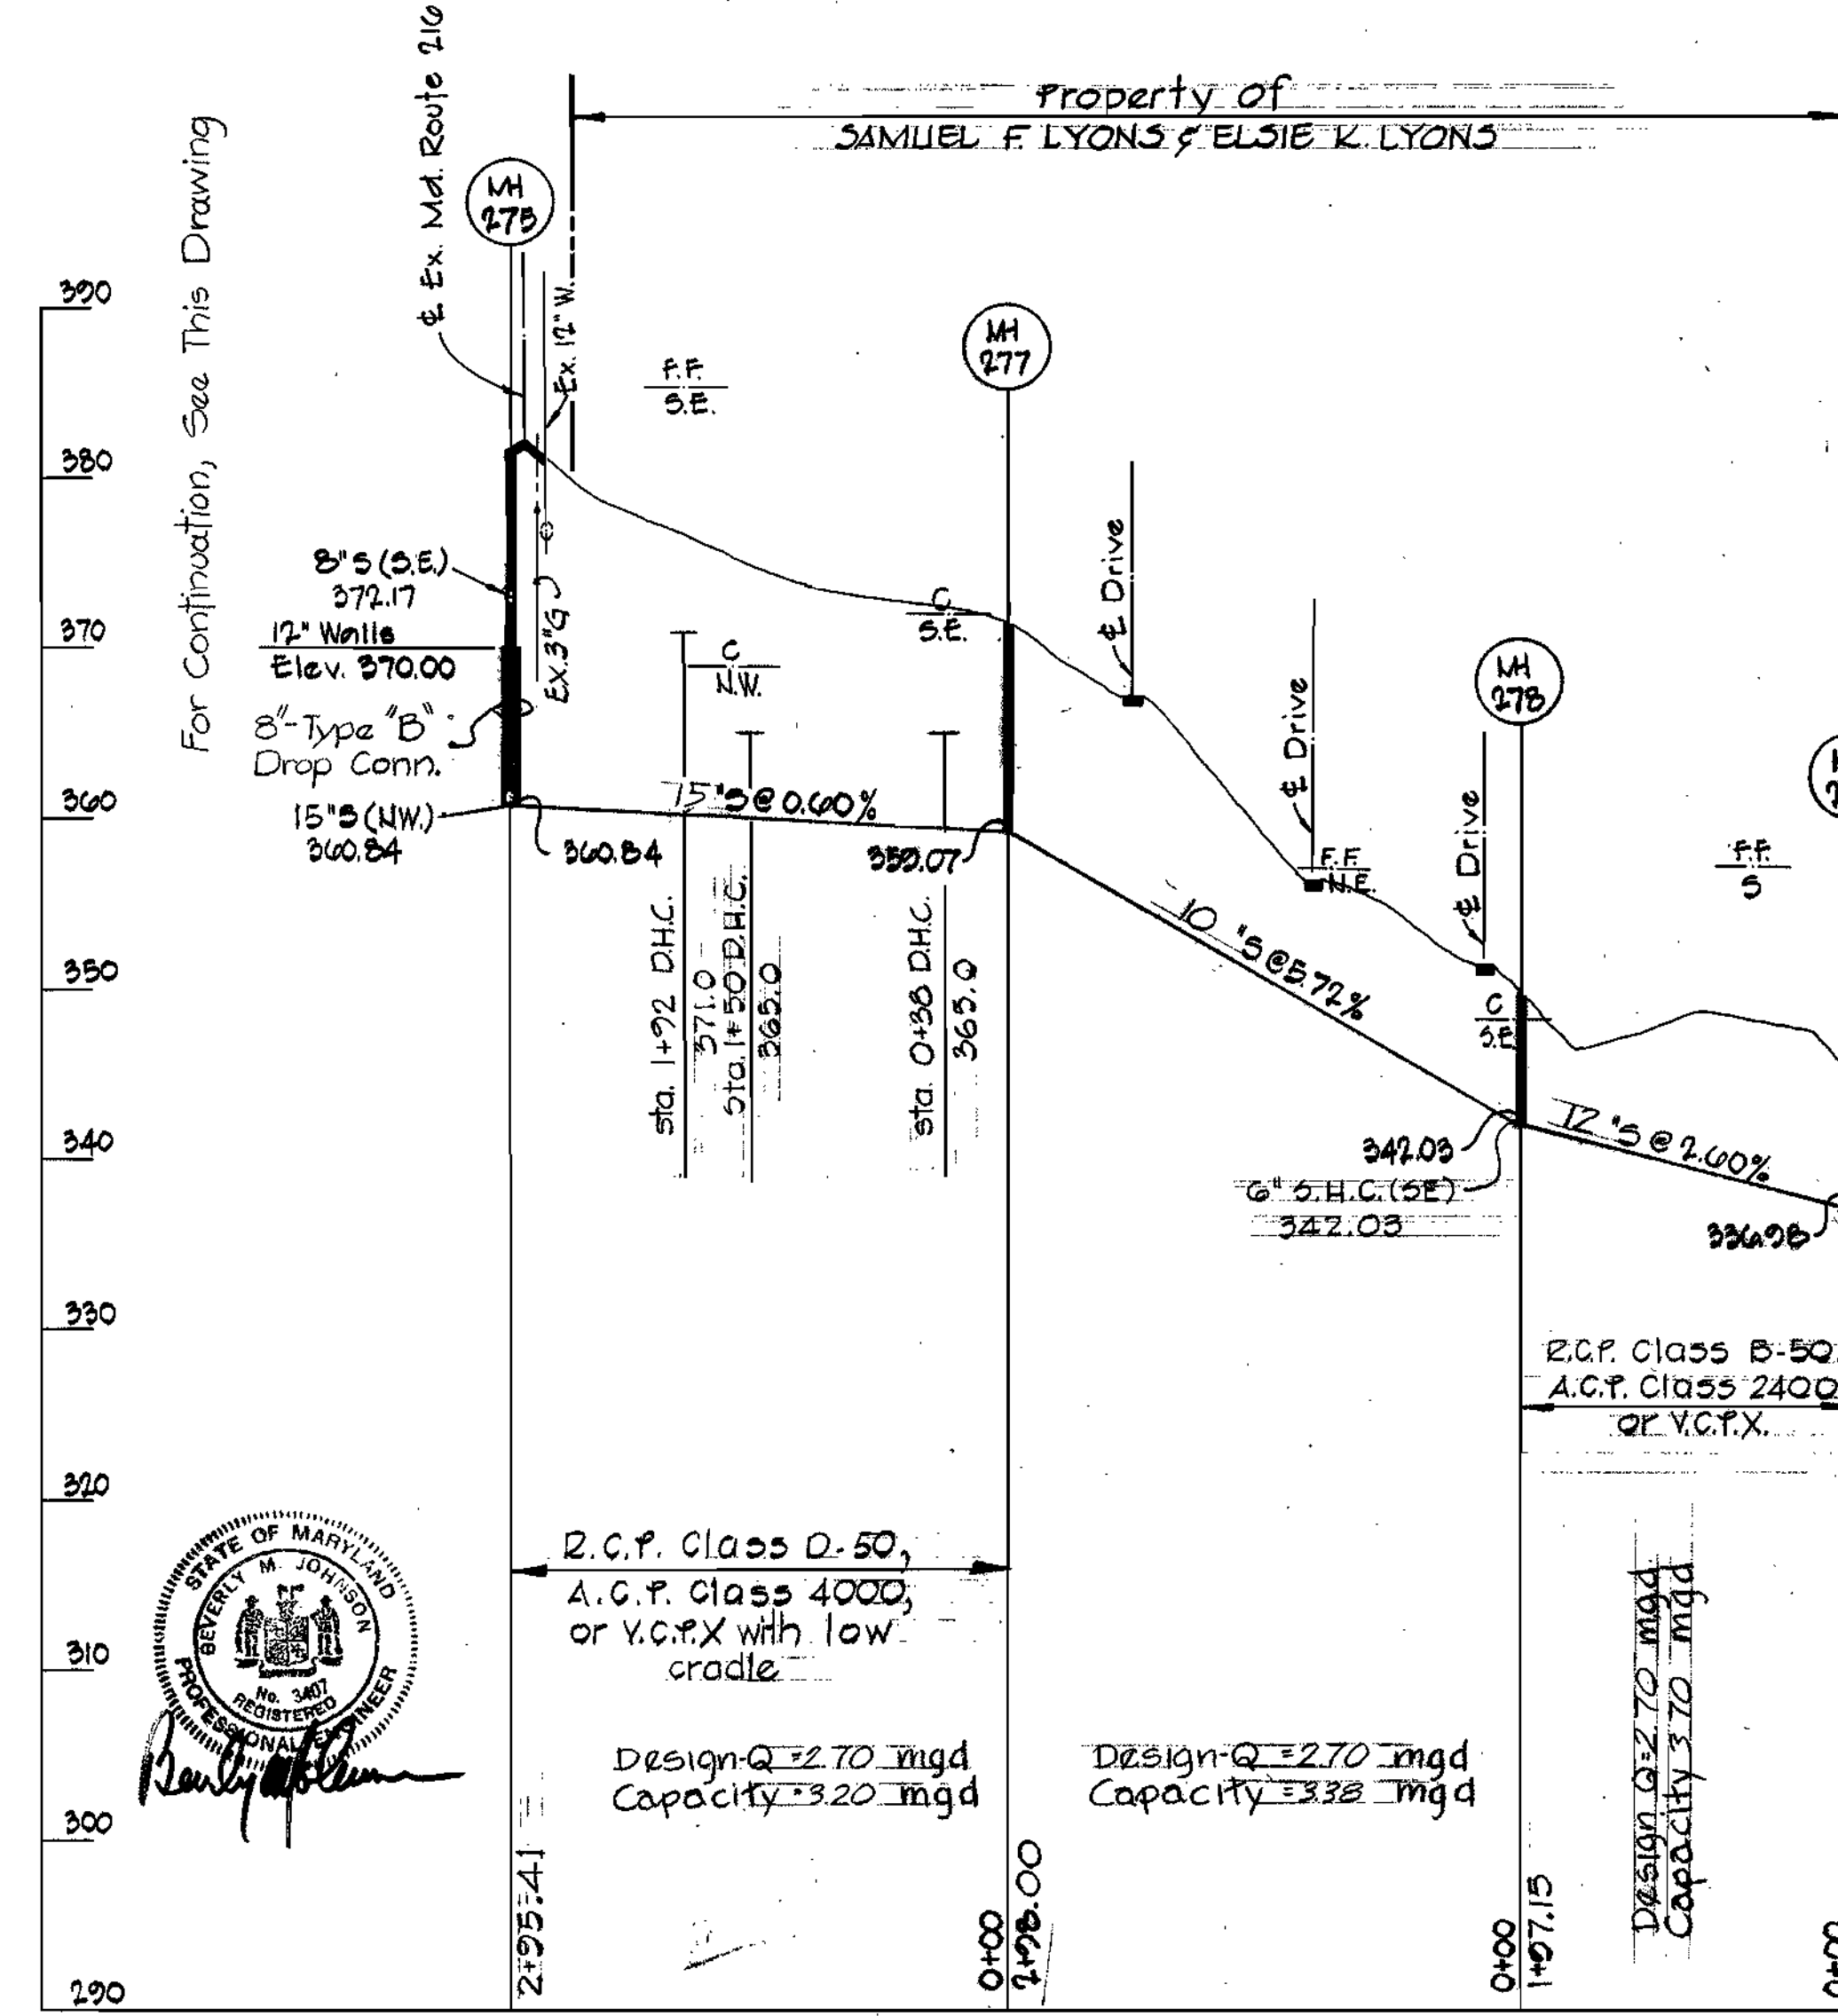 Property of
SAMUEL F. LYONS & ELSIE K. LYONS
For Continuation, See This Drawing
℄ Ex. Md. Route 216
MH
275
Ex. 12" W.
Ex. 3" G
F.F.
S.E.
MH
277
MH
278
390
380
370
360
350
340
330
320
310
300
290
8" S (S.E.)
372.17
12" Walls
Elev. 370.00
8"-Type "B"
Drop Conn.
15" S (N.W.)
360.84
360.84
15 "S @ 0.60%
C
N.W.
C
S.E.
359.07
sta. 1+92 D.H.C.
371.0
Sta. 1+50 D.H.C.
365.0
sta. 0+38 D.H.C.
365.0
℄ Drive
℄ Drive
℄ Drive
F.F.
N.E.
10 "S @ 5.72%
F.F.
S
C
S.E.
342.03
6" S.H.C. (SE)
342.03
12 "S @ 2.60%
336.98
R.C.P. Class B-50,
A.C.P. Class 2400
or V.C.P.X.
R.C.P. Class D-50,
A.C.P. Class 4000,
or V.C.P.X with low
cradle
STATE OF MARYLAND
BEVERLY M. JOHNSON
No. 3407
REGISTERED
PROFESSIONAL ENGINEER
Design-Q =2.70 mgd
Capacity =3.20 mgd
Design-Q =2.70 mgd
Capacity =3.38 mgd
Design Q=2.70 mgd
Capacity 3.70 mgd
2+95.41
0+00
2+98.00
0+00
1+97.15
0+00